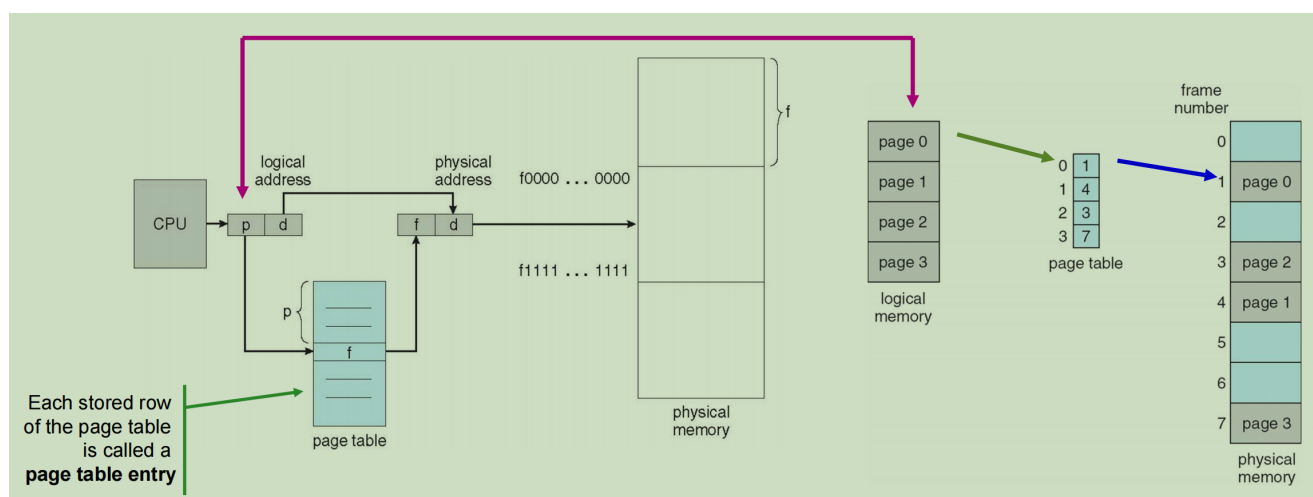 CPU
logical
address
p d
physical
address
f d
p
f
page table
Each stored row
of the page table
is called a
page table entry
f0000 ... 0000
f1111 ... 1111
f
physical
memory
page 0
page 1
page 2
page 3
logical
memory
0 1
1 4
2 3
3 7
page table
frame
number
0
1 page 0
2
3 page 2
4 page 1
5
6
7 page 3
physical
memory